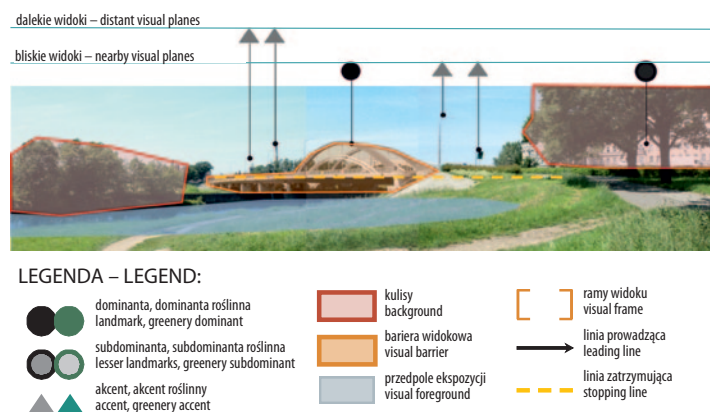 dalekie widoki – distant visual planes
bliskie widoki – nearby visual planes
LEGENDA – LEGEND:
dominanta, dominanta roślinna
landmark, greenery dominant
subdominanta, subdominanta roślinna
lesser landmarks, greenery subdominant
akcent, akcent roślinny
accent, greenery accent
kulisy
background
bariera widokowa
visual barrier
przedpole ekspozycji
visual foreground
ramy widoku
visual frame
linia prowadząca
leading line
linia zatrzymująca
stopping line